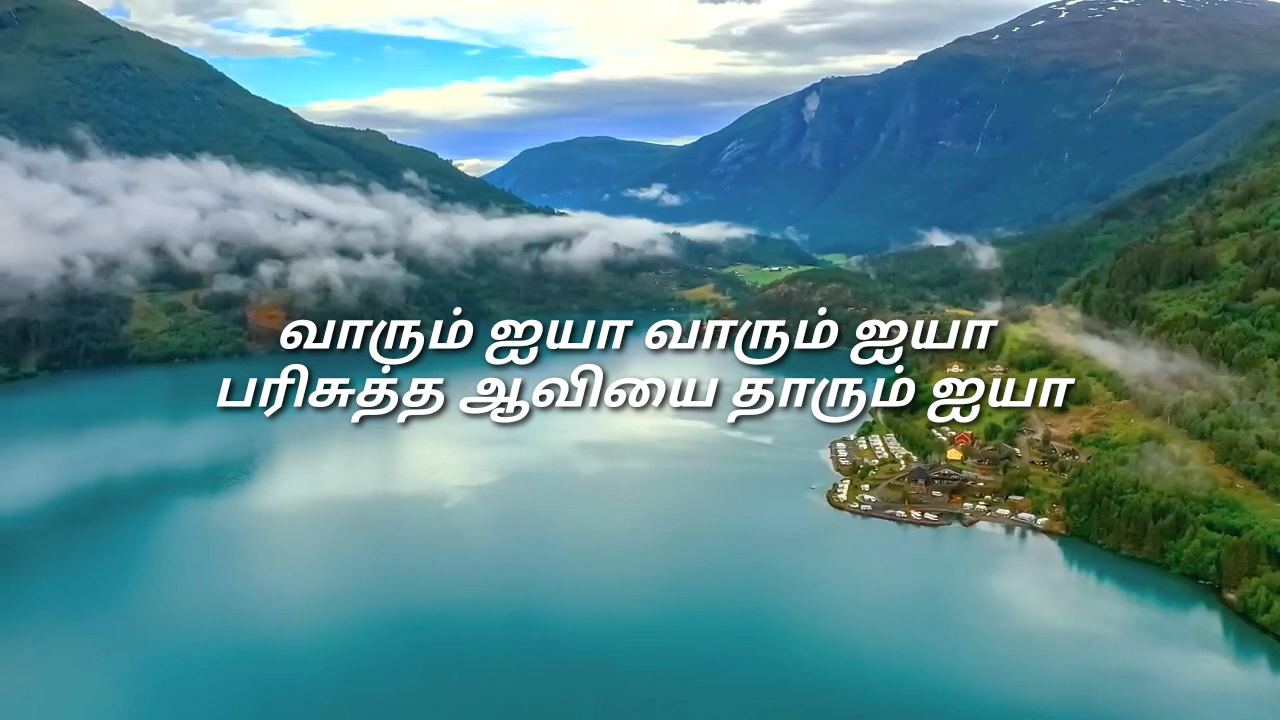 வாரும் ஐயா வாரும் ஐயா
பரிசுத்த ஆவியை தாரும் ஐயா